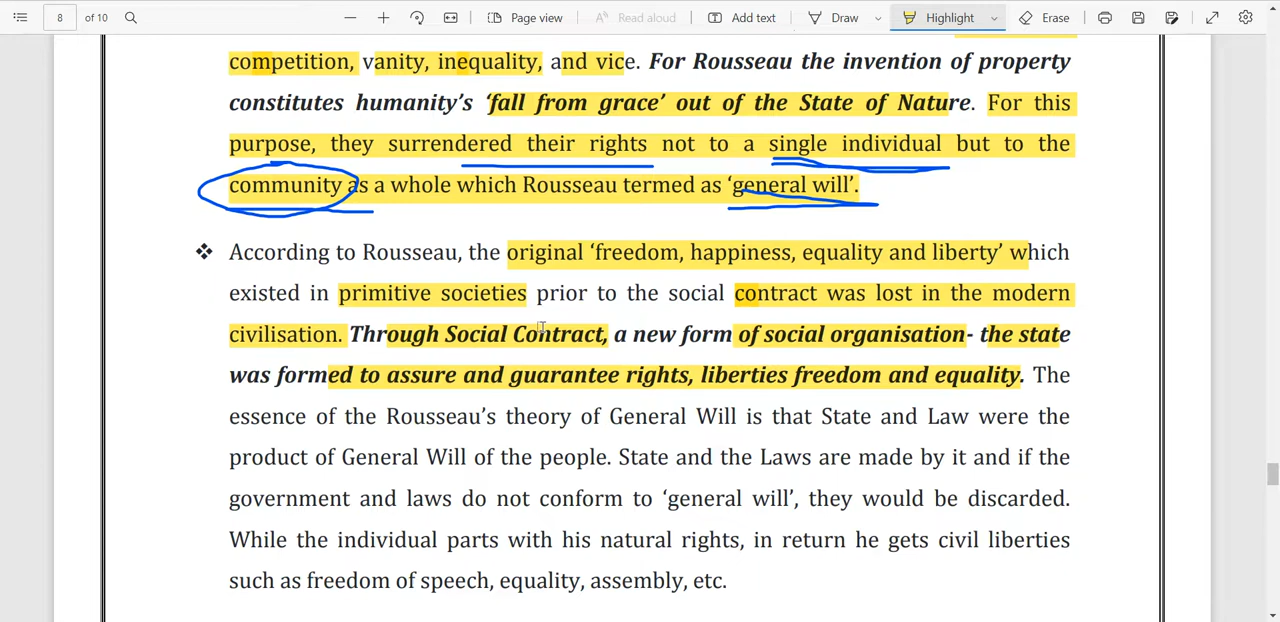 8 of 10 Page view Read aloud Add text Draw Highlight Erase
competition, vanity, inequality, and vice. For Rousseau the invention of property
constitutes humanity's 'fall from grace' out of the State of Nature. For this
purpose, they surrendered their rights not to a single individual but to the
community as a whole which Rousseau termed as 'general will'.
❖ According to Rousseau, the original 'freedom, happiness, equality and liberty' which
existed in primitive societies prior to the social contract was lost in the modern
civilisation. Through Social Contract, a new form of social organisation- the state
was formed to assure and guarantee rights, liberties freedom and equality. The
essence of the Rousseau's theory of General Will is that State and Law were the
product of General Will of the people. State and the Laws are made by it and if the
government and laws do not conform to 'general will', they would be discarded.
While the individual parts with his natural rights, in return he gets civil liberties
such as freedom of speech, equality, assembly, etc.